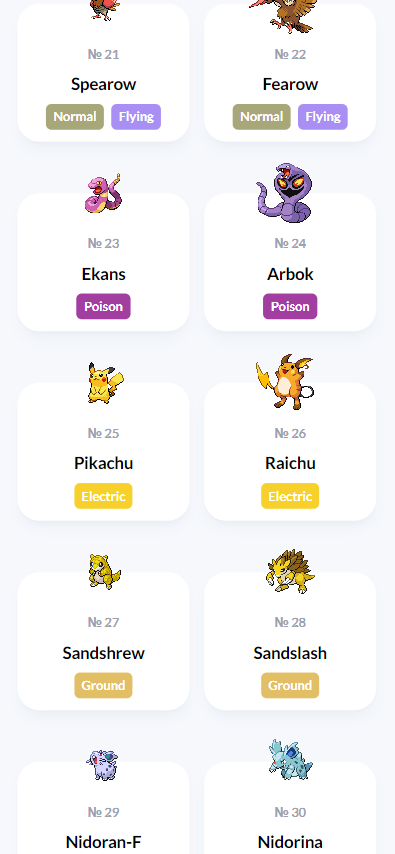 № 21
Spearow
Normal Flying
№ 22
Fearow
Normal Flying
№ 23
Ekans
Poison
№ 24
Arbok
Poison
№ 25
Pikachu
Electric
№ 26
Raichu
Electric
№ 27
Sandshrew
Ground
№ 28
Sandslash
Ground
№ 29
Nidoran-F
№ 30
Nidorina